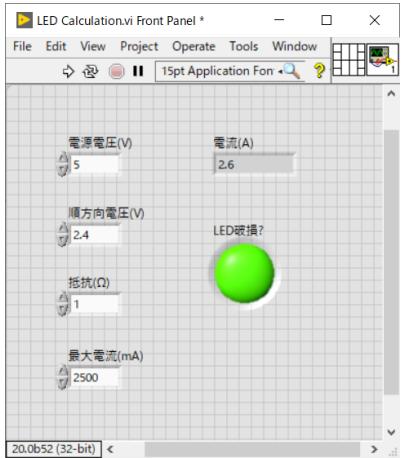 LED Calculation.vi Front Panel *
File Edit View Project Operate Tools Window
15pt Application Fon
1
電源電圧(V)
5
電流(A)
2.6
順方向電圧(V)
2.4
LED破損?
抵抗(Ω)
1
最大電流(mA)
2500
20.0b52 (32-bit)